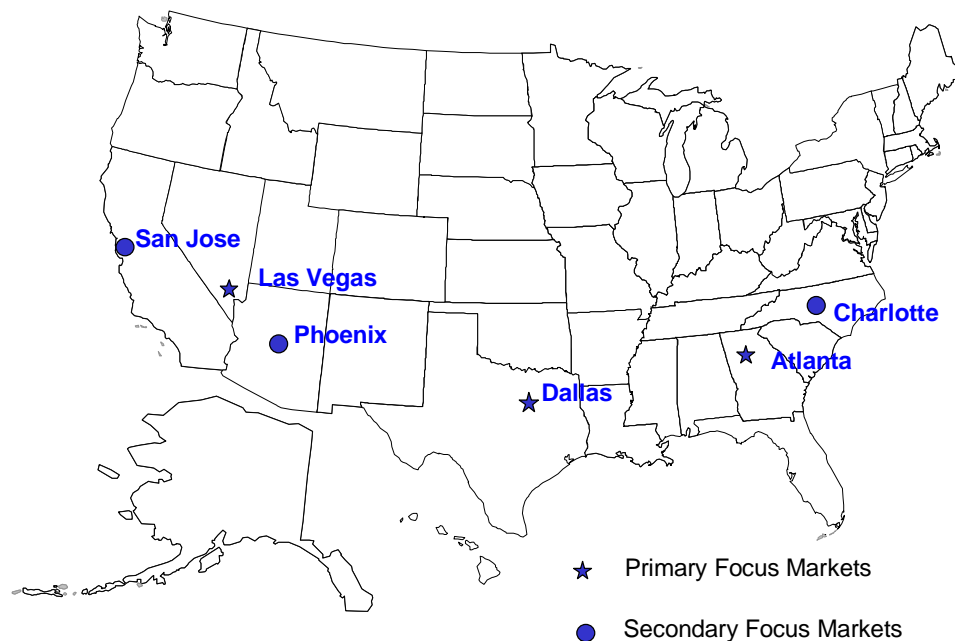 San Jose
Las Vegas
Charlotte
Phoenix
Atlanta
Dallas
Primary Focus Markets
Secondary Focus Markets